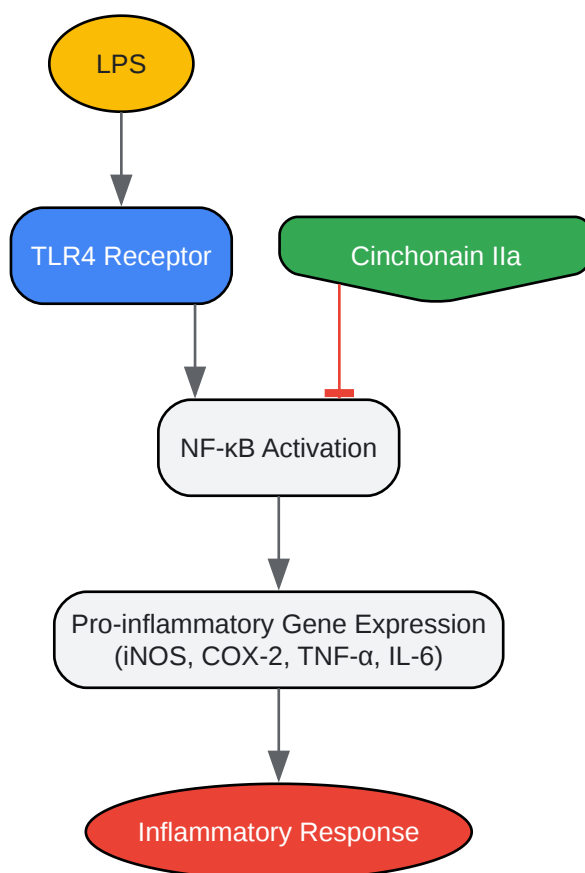 LPS
TLR4 Receptor
Cinchonain IIa
NF-κB Activation
Pro-inflammatory Gene Expression
(iNOS, COX-2, TNF-α, IL-6)
Inflammatory Response